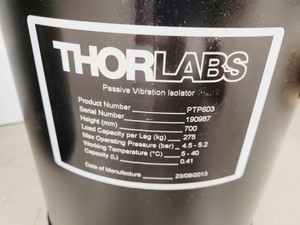 THORLABS
Passive Vibration Isolator
Product Number PTP603
Serial Number 190987
Height (mm) 700
Load Capacity per Leg (kg) 275
Max Operating Pressure (bar) 4.5 - 5.2
Working Temperature (°C) 5 - 40
Capacity (L) 0.41
Date of Manufacture 23/08/2013